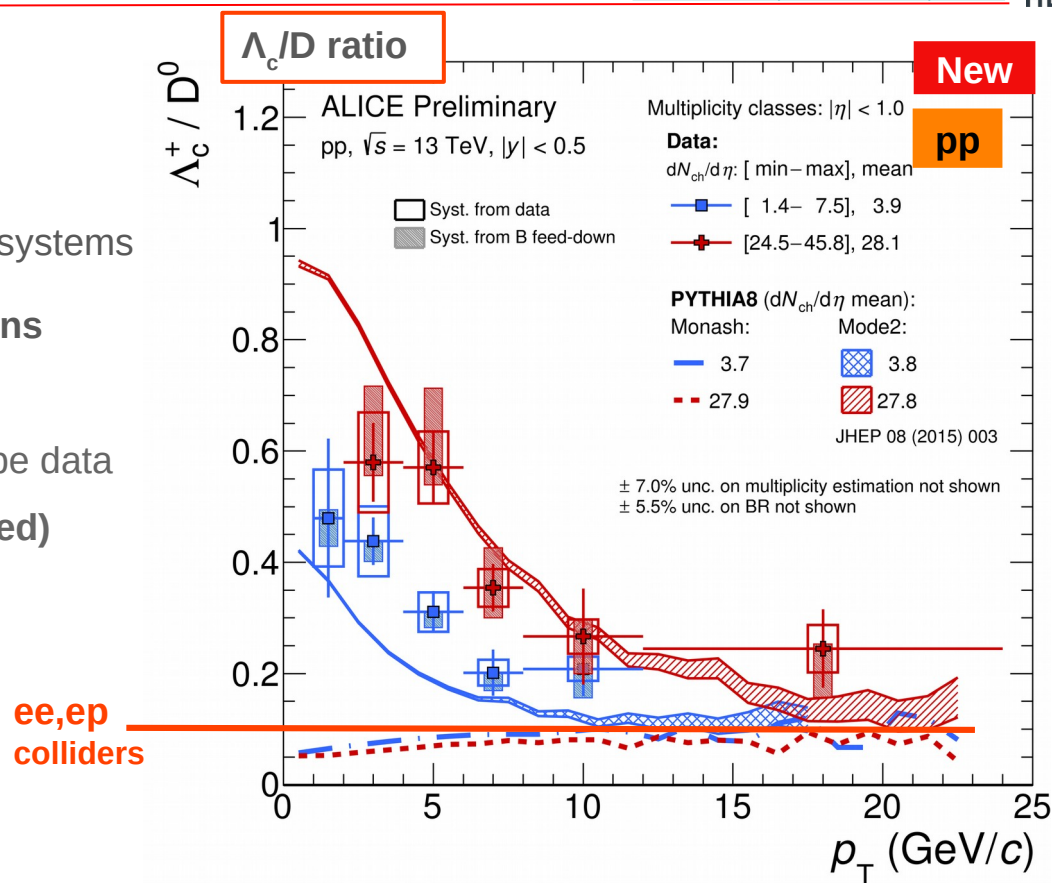 Λc/D ratio
New
pp
systems
ns
be data
ed)
ee,ep
colliders
Λc+ / D0
ALICE Preliminary
pp, √s = 13 TeV, |y| < 0.5
Syst. from data
Syst. from B feed-down
Multiplicity classes: |η| < 1.0
Data:
dNch/dη: [ min−max], mean
[ 1.4− 7.5], 3.9
[24.5−45.8], 28.1
PYTHIA8 (dNch/dη mean):
Monash: Mode2:
3.7 3.8
27.9 27.8
JHEP 08 (2015) 003
± 7.0% unc. on multiplicity estimation not shown
± 5.5% unc. on BR not shown
1.2
1
0.8
0.6
0.4
0.2
0
0 5 10 15 20 25
pT (GeV/c)